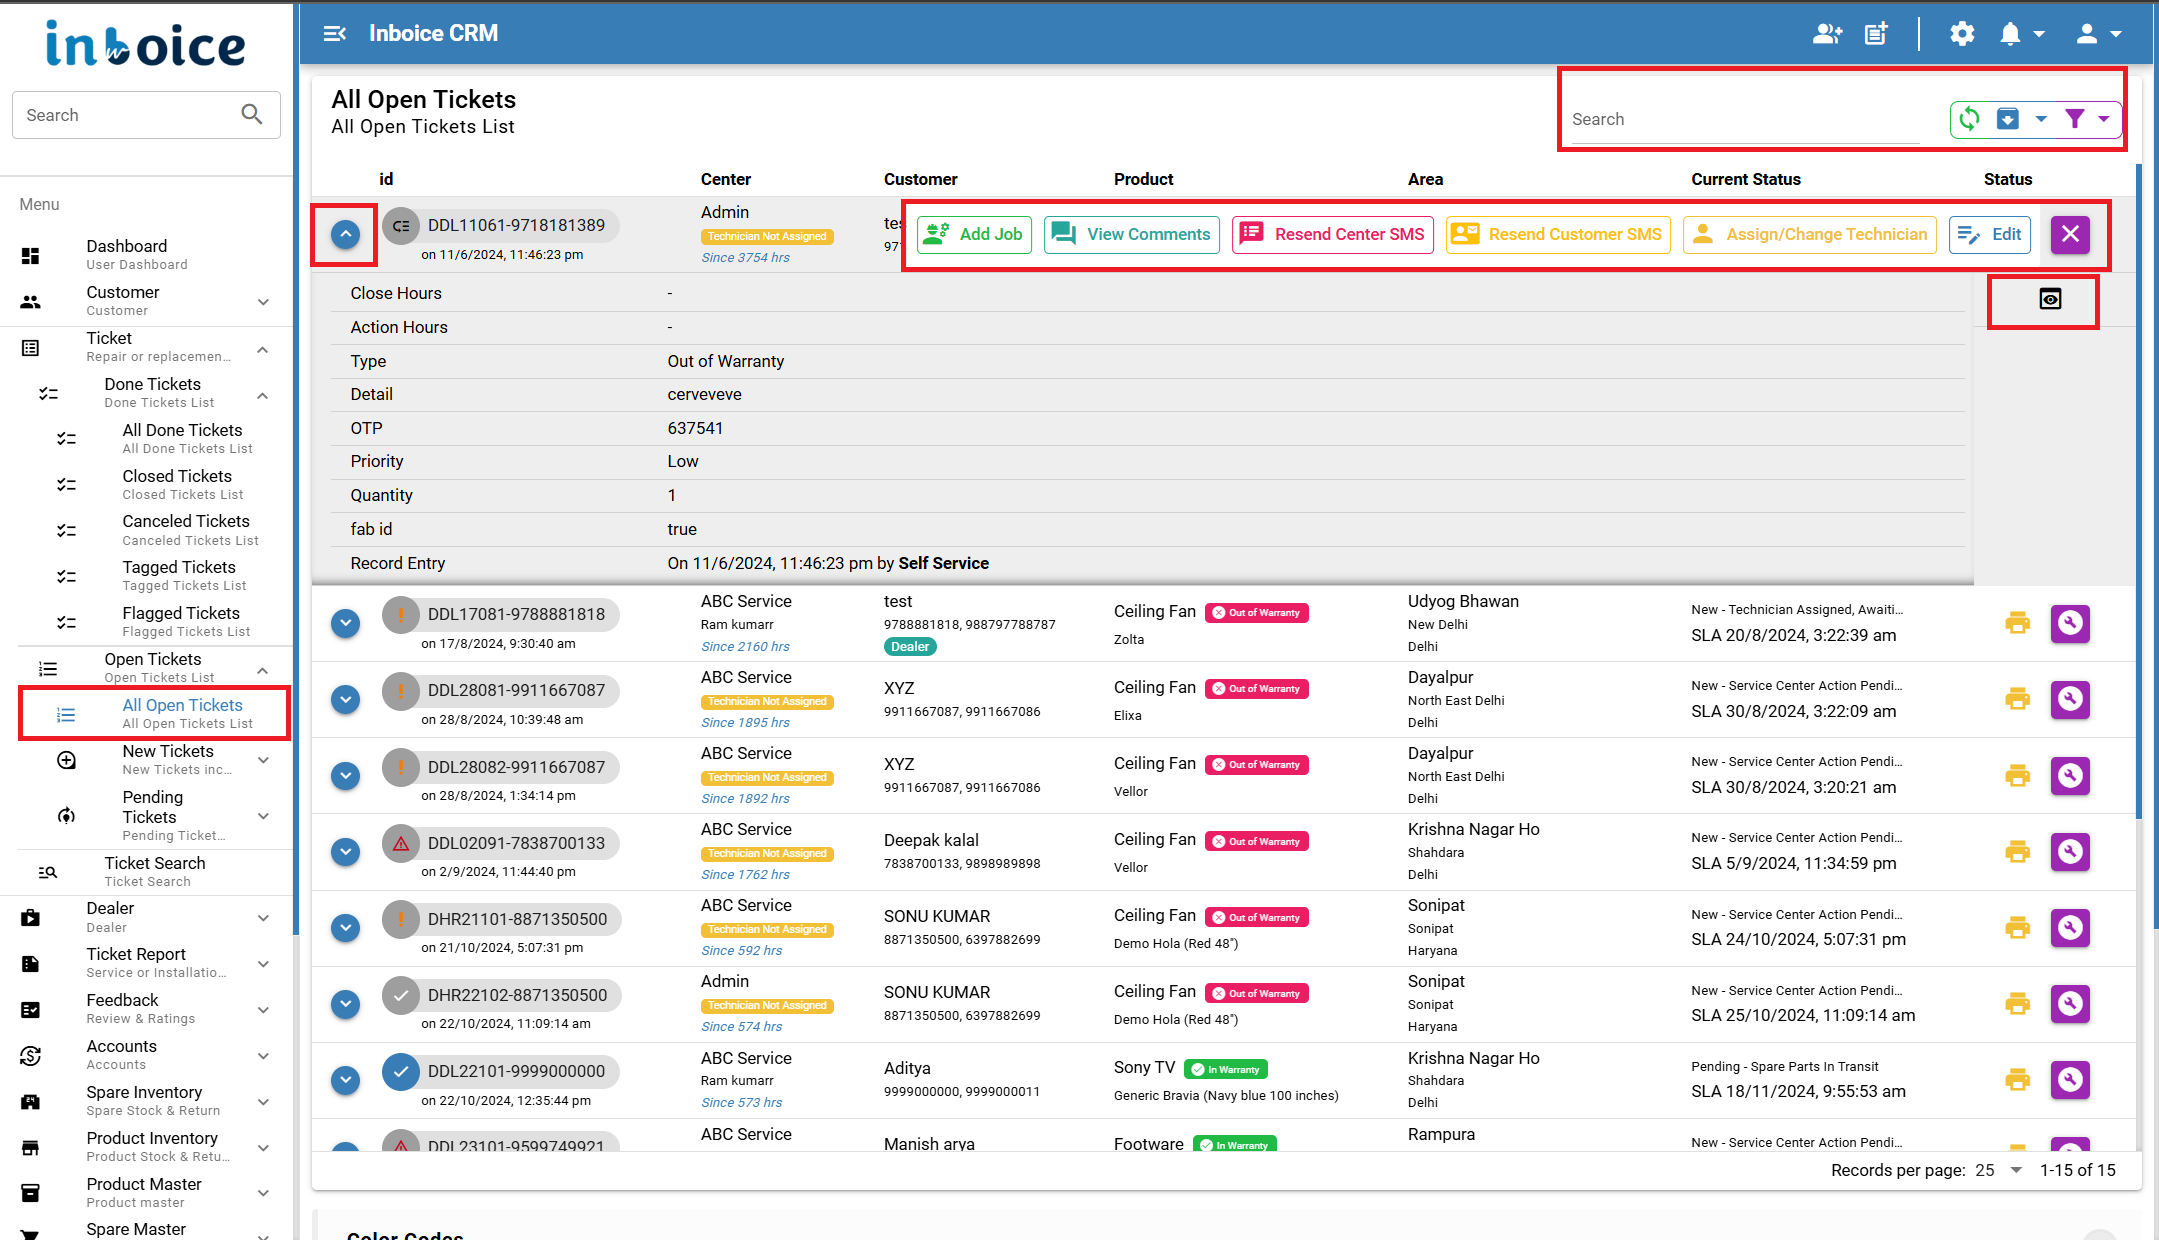 inboice
Inboice CRM
Search
Menu
Dashboard
User Dashboard
Customer
Customer
Ticket
Repair or replacemen...
Done Tickets
Done Tickets List
All Done Tickets
All Done Tickets List
Closed Tickets
Closed Tickets List
Canceled Tickets
Canceled Tickets List
Tagged Tickets
Tagged Tickets List
Flagged Tickets
Flagged Tickets List
Open Tickets
Open Tickets List
All Open Tickets
All Open Tickets List
New Tickets
New Tickets inc...
Pending
Tickets
Pending Ticket...
Ticket Search
Ticket Search
Dealer
Dealer
Ticket Report
Service or Installatio...
Feedback
Review & Ratings
Accounts
Accounts
Spare Inventory
Spare Stock & Return
Product Inventory
Product Stock & Retu...
Product Master
Product master
Spare Master
All Open Tickets
All Open Tickets List
Search
id Center Customer Product Area Current Status Status
DDL11061-9718181389
on 11/6/2024, 11:46:23 pm
Admin
Technician Not Assigned
Since 3754 hrs
Add Job View Comments Resend Center SMS Resend Customer SMS Assign/Change Technician Edit
Close Hours -
Action Hours -
Type Out of Warranty
Detail cerveveve
OTP 637541
Priority Low
Quantity 1
fab id true
Record Entry On 11/6/2024, 11:46:23 pm by Self Service
DDL17081-9788881818
on 17/8/2024, 9:30:40 am
ABC Service
Ram kumarr
Since 2160 hrs
test
9788881818, 988797788787
Dealer
Ceiling Fan Out of Warranty
Zolta
Udyog Bhawan
New Delhi
Delhi
New - Technician Assigned, Awaiti...
SLA 20/8/2024, 3:22:39 am
DDL28081-9911667087
on 28/8/2024, 10:39:48 am
ABC Service
Technician Not Assigned
Since 1895 hrs
XYZ
9911667087, 9911667086
Ceiling Fan Out of Warranty
Elixa
Dayalpur
North East Delhi
Delhi
New - Service Center Action Pendi...
SLA 30/8/2024, 3:22:09 am
DDL28082-9911667087
on 28/8/2024, 1:34:14 pm
ABC Service
Technician Not Assigned
Since 1892 hrs
XYZ
9911667087, 9911667086
Ceiling Fan Out of Warranty
Vellor
Dayalpur
North East Delhi
Delhi
New - Service Center Action Pendi...
SLA 30/8/2024, 3:20:21 am
DDL02091-7838700133
on 2/9/2024, 11:44:40 pm
ABC Service
Technician Not Assigned
Since 1762 hrs
Deepak kalal
7838700133, 9898989898
Ceiling Fan Out of Warranty
Vellor
Krishna Nagar Ho
Shahdara
Delhi
New - Service Center Action Pendi...
SLA 5/9/2024, 11:34:59 pm
DHR21101-8871350500
on 21/10/2024, 5:07:31 pm
ABC Service
Technician Not Assigned
Since 592 hrs
SONU KUMAR
8871350500, 6397882699
Ceiling Fan Out of Warranty
Demo Hola (Red 48")
Sonipat
Sonipat
Haryana
New - Service Center Action Pendi...
SLA 24/10/2024, 5:07:31 pm
DHR22102-8871350500
on 22/10/2024, 11:09:14 am
Admin
Technician Not Assigned
Since 574 hrs
SONU KUMAR
8871350500, 6397882699
Ceiling Fan Out of Warranty
Demo Hola (Red 48")
Sonipat
Sonipat
Haryana
New - Service Center Action Pendi...
SLA 25/10/2024, 11:09:14 am
DDL22101-9999000000
on 22/10/2024, 12:35:44 pm
ABC Service
Ram kumarr
Since 573 hrs
Aditya
9999000000, 9999000011
Sony TV In Warranty
Generic Bravia (Navy blue 100 inches)
Krishna Nagar Ho
Shahdara
Delhi
Pending - Spare Parts In Transit
SLA 18/11/2024, 9:55:53 am
DDL23101-9599749921
ABC Service
Manish arya
Footware In Warranty
Rampura
New - Service Center Action Pendi...
Records per page: 25 1-15 of 15
Color Codes